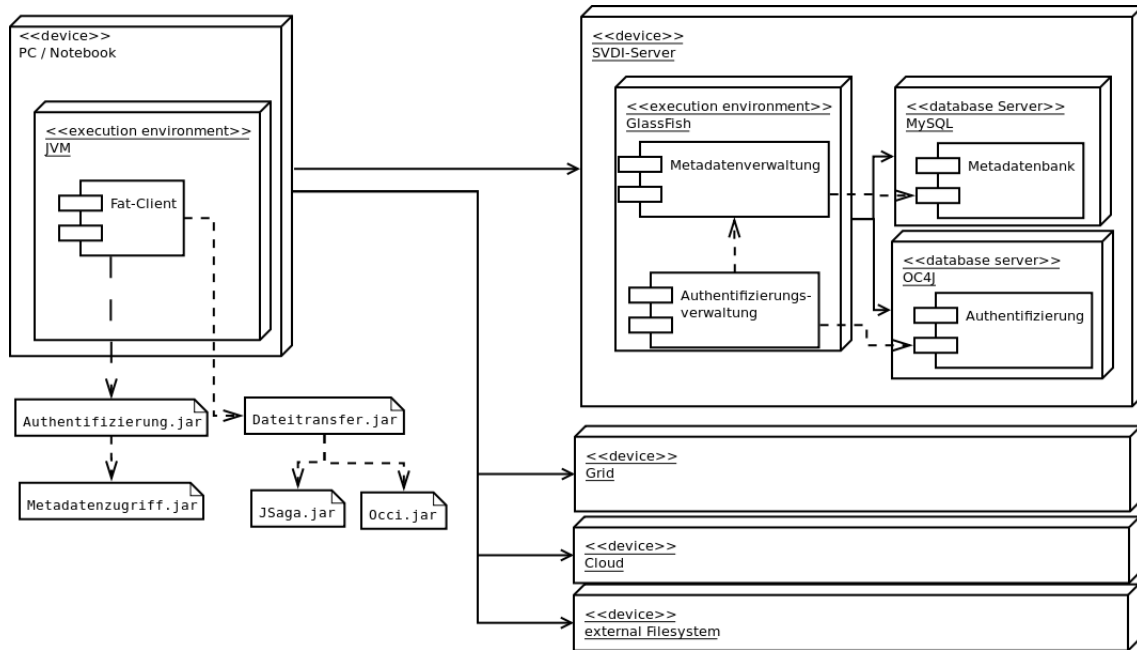 <<device>>
PC / Notebook
<<execution environment>>
JVM
Fat-Client
Authentifizierung.jar
Metadatenzugriff.jar
Dateitransfer.jar
JSaga.jar
Occi.jar
<<device>>
SVDI-Server
<<execution environment>>
GlassFish
Metadatenverwaltung
Authentifizierungs-
verwaltung
<<database Server>>
MySQL
Metadatenbank
<<database server>>
OC4J
Authentifizierung
<<device>>
Grid
<<device>>
Cloud
<<device>>
external Filesystem